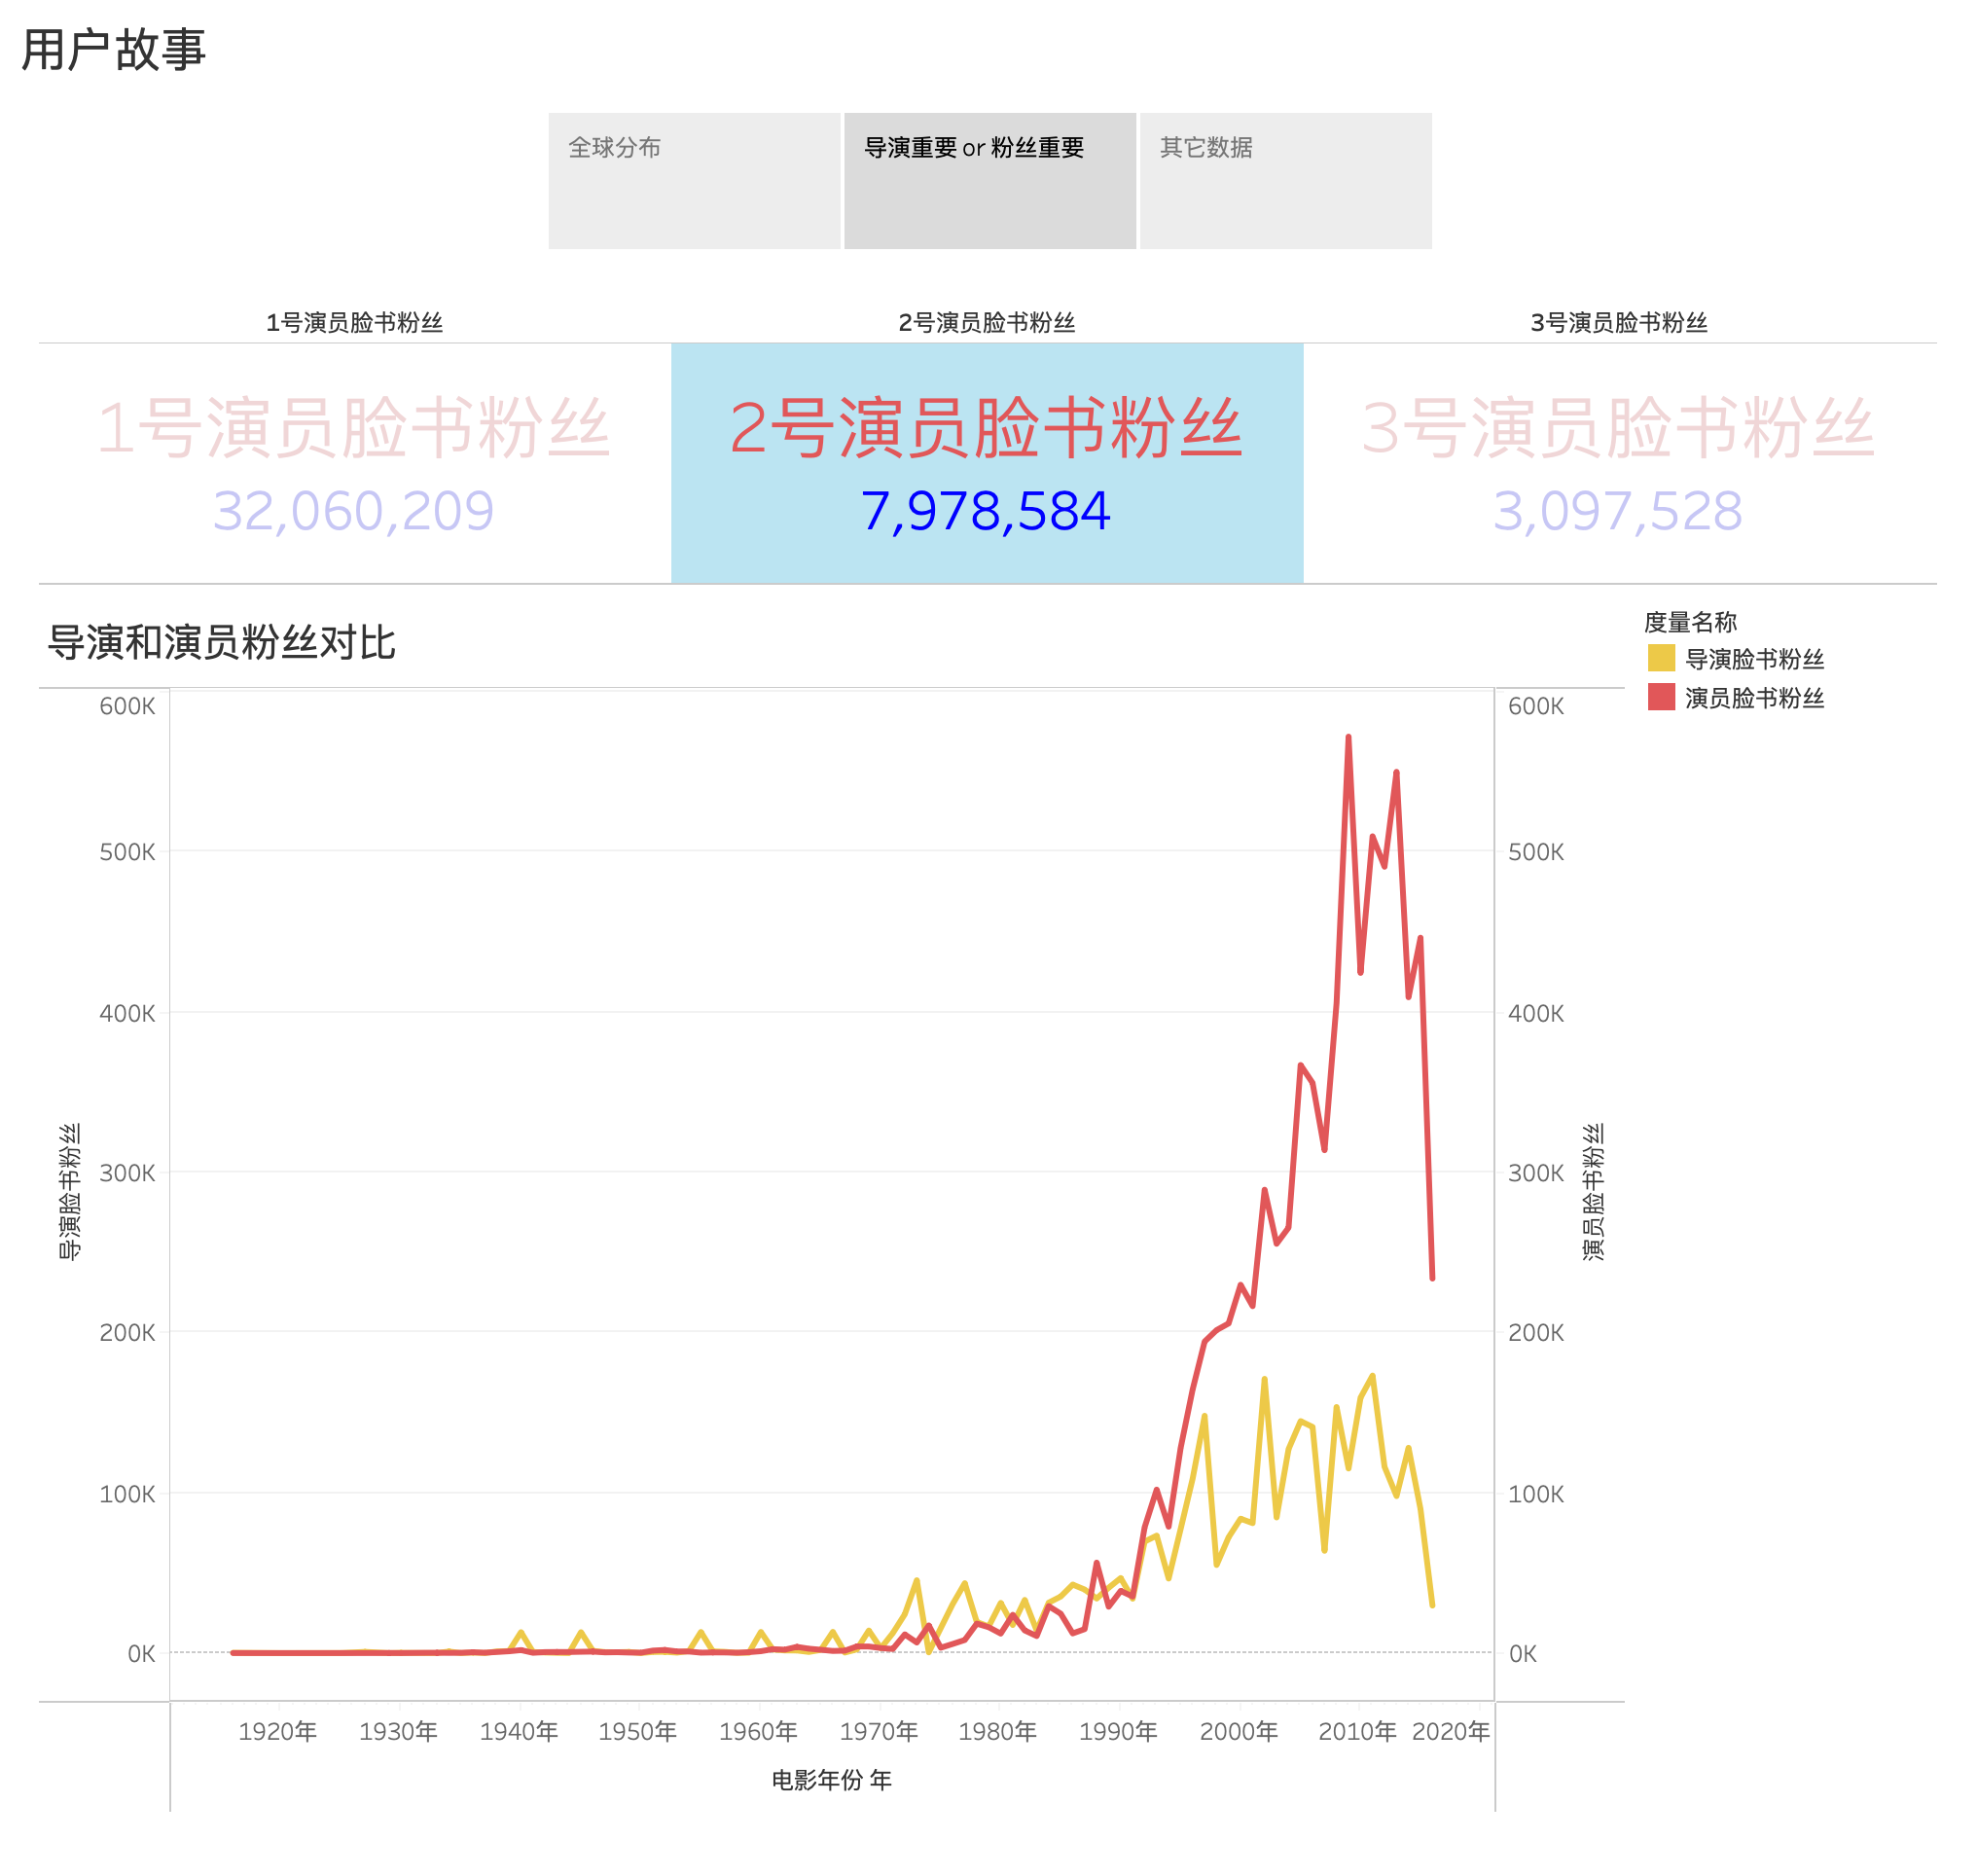 用户故事
全球分布
导演重要 or 粉丝重要
其它数据
1号演员脸书粉丝
2号演员脸书粉丝
3号演员脸书粉丝
1号演员脸书粉丝
2号演员脸书粉丝
3号演员脸书粉丝
32,060,209
7,978,584
3,097,528
导演和演员粉丝对比
度量名称
导演脸书粉丝
演员脸书粉丝
600K
500K
400K
300K
200K
100K
0K
导演脸书粉丝
600K
500K
400K
300K
200K
100K
0K
演员脸书粉丝
1920年
1930年
1940年
1950年
1960年
1970年
1980年
1990年
2000年
2010年
2020年
电影年份 年